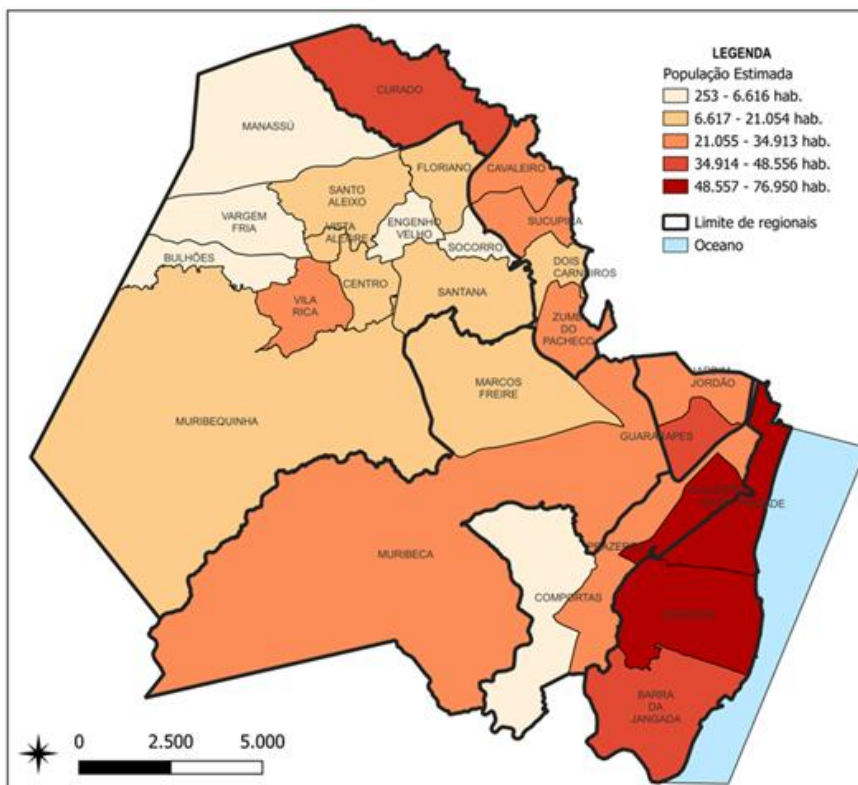 LEGENDA
População Estimada
253 - 6.616 hab.
6.617 - 21.054 hab.
21.055 - 34.913 hab.
34.914 - 48.556 hab.
48.557 - 76.950 hab.
Limite de regionais
Oceano
CURADO
MANASSÚ
FLORIANO
CAVALEIRO
SANTO
ALEIXO
VARGEM
FRIA
VISTA
ALEGRE
ENGENHO
VELHO
SUCUPIRA
SOCORRO
BULHÕES
DOIS
CARNEIROS
VILA
RICA
CENTRO
SANTANA
DO
PACHECO
MARCOS
FREIRE
JORDÃO
MURIBEQUINHA
GUARARAPES
MURIBECA
COMPORTAS
BARRA
DA
JANGADA
0 2.500 5.000